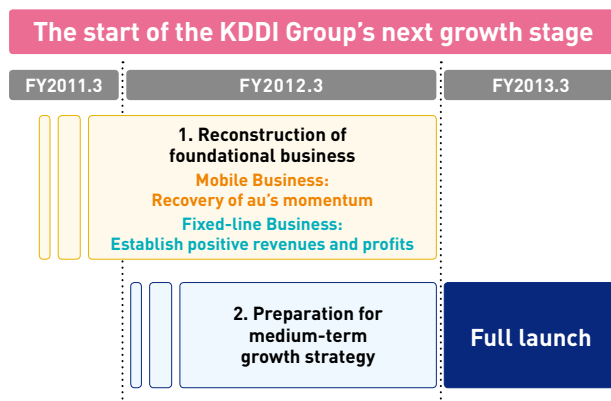 The start of the KDDI Group's next growth stage
FY2011.3
FY2012.3
FY2013.3
1. Reconstruction of
foundational business
Mobile Business:
Recovery of au's momentum
Fixed-line Business:
Establish positive revenues and profits
2. Preparation for
medium-term
growth strategy
Full launch